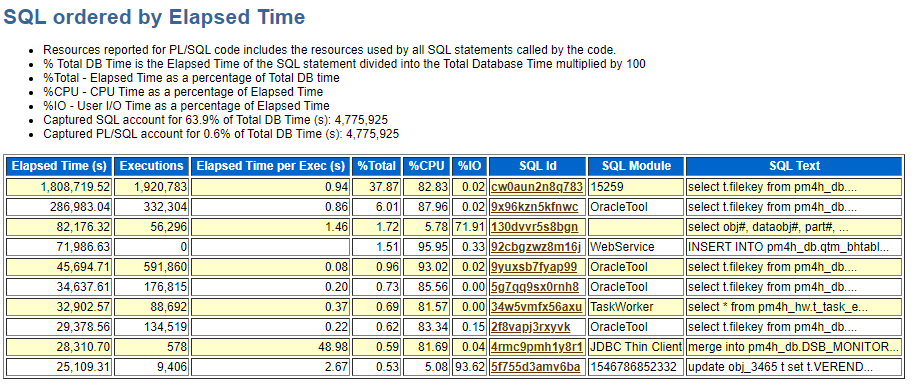 SQL ordered by Elapsed Time
Resources reported for PL/SQL code includes the resources used by all SQL statements called by the code.
% Total DB Time is the Elapsed Time of the SQL statement divided into the Total Database Time multiplied by 100
%Total - Elapsed Time as a percentage of Total DB time
%CPU - CPU Time as a percentage of Elapsed Time
%IO - User I/O Time as a percentage of Elapsed Time
Captured SQL account for 63.9% of Total DB Time (s): 4,775,925
Captured PL/SQL account for 0.6% of Total DB Time (s): 4,775,925
Elapsed Time (s) Executions Elapsed Time per Exec (s) %Total %CPU %IO SQL Id SQL Module SQL Text
1,808,719.52 1,920,783 0.94 37.87 82.83 0.02 cw0aun2n8q783 15259 select t.filekey from pm4h_db....
286,983.04 332,304 0.86 6.01 87.96 0.02 9x96kzn5kfnwc OracleTool select t.filekey from pm4h_db....
82,176.32 56,296 1.46 1.72 5.78 71.91 130dvvr5s8bgn select obj#, dataobj#, part#, ...
71,986.63 0 1.51 95.95 0.33 92cbgzwz8m16j WebService INSERT INTO pm4h_db.qtm_bhtabl...
45,694.71 591,860 0.08 0.96 93.02 0.02 9yuxsb7fyap99 OracleTool select t.filekey from pm4h_db....
34,637.61 176,815 0.20 0.73 85.56 0.00 5g7qq9sx0rnh8 OracleTool select t.filekey from pm4h_db....
32,902.57 88,692 0.37 0.69 81.57 0.00 34w5vmfx56axu TaskWorker select * from pm4h_hw.t_task_e...
29,378.56 134,519 0.22 0.62 83.34 0.15 2f8vapj3rxyvk OracleTool select t.filekey from pm4h_db....
28,310.70 578 48.98 0.59 81.69 0.04 4rmc9pmh1y8r1 JDBC Thin Client merge into pm4h_db.DSB_MONITOR...
25,109.31 9,406 2.67 0.53 5.08 93.62 5f755d3amv6ba 1546786852332 update obj_3465 t set t.VEREND...